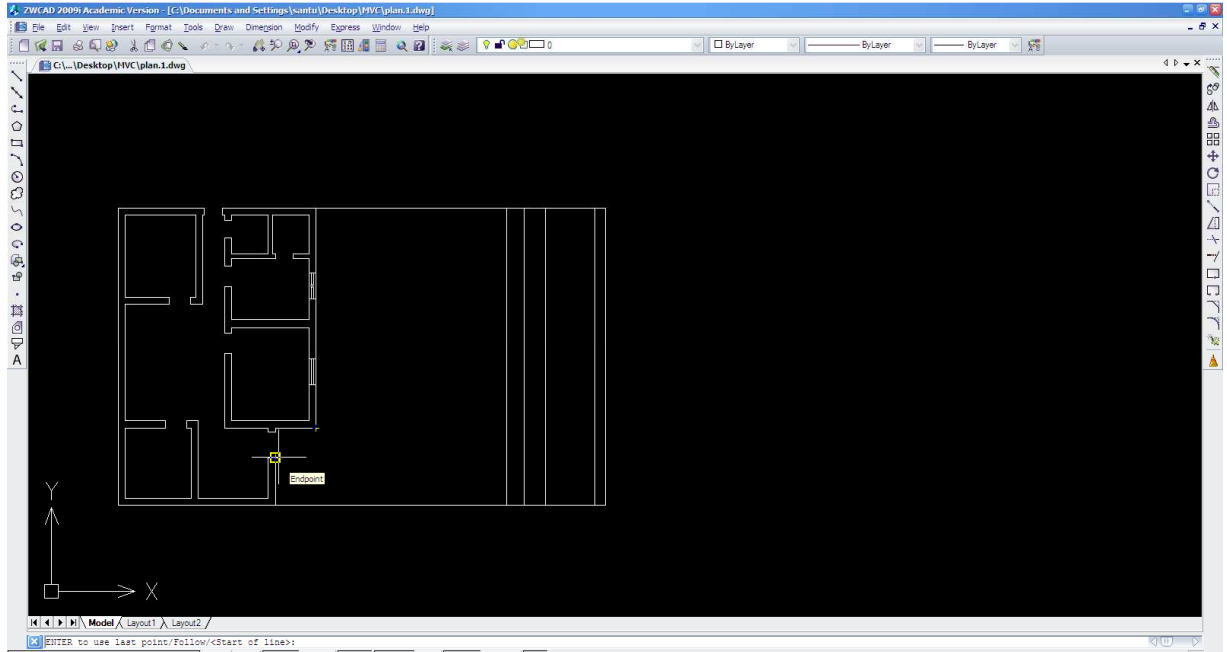 ZWCAD 2009i Academic Version - [C:\Documents and Settings\santu\Desktop\MVC\plan.1.dwg]
File Edit View Insert Format Tools Draw Dimension Modify Express Window Help
0 ByLayer ByLayer ByLayer
C:\...\Desktop\MVC\plan.1.dwg
A
Endpoint
Y
X
Model Layout1 Layout2
ENTER to use last point/Follow/<Start of line>: